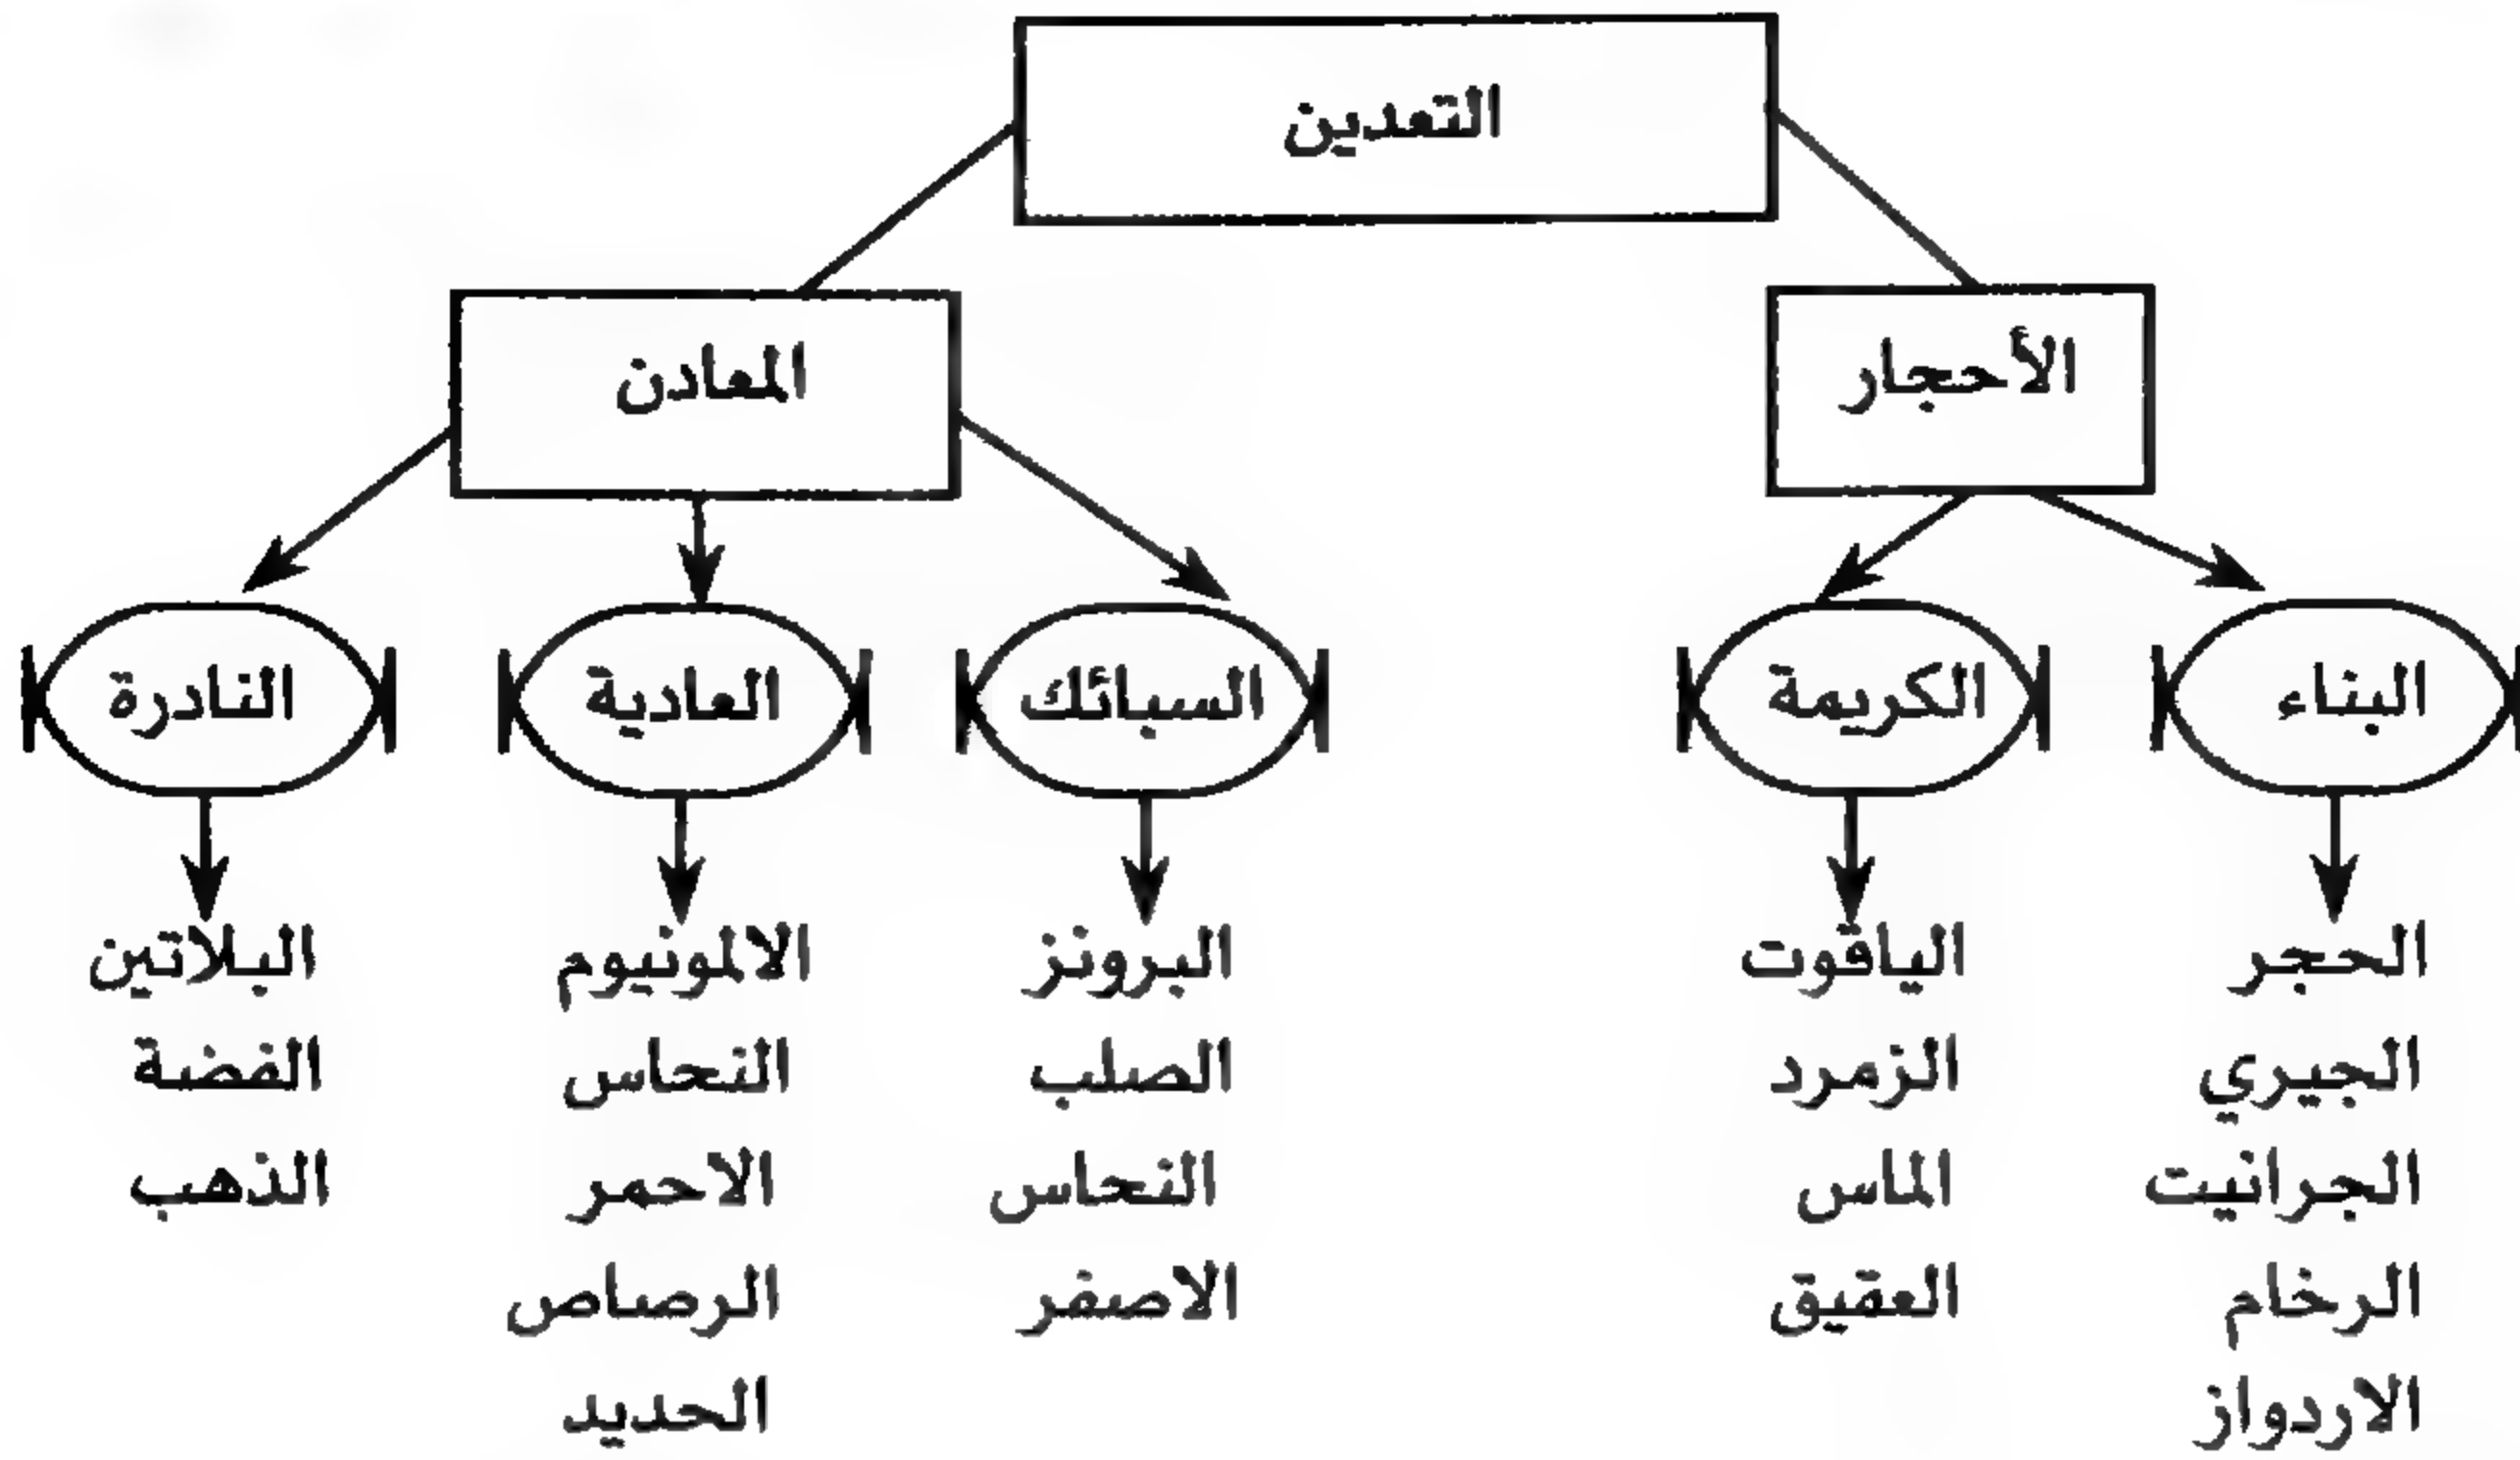 التعدين
الأحجار
المعادن
البناء
الكريمة
السبائك
العادية
النادرة
الحجر
الجيري
الجرانيت
الرخام
الاردواز
الياقوت
الزمرد
الماس
العقيق
البرونز
الصلب
النحاس
الاصفر
الالمونيوم
النحاس
الاحمر
الرصاص
الحديد
البلاتين
الفضة
الذهب